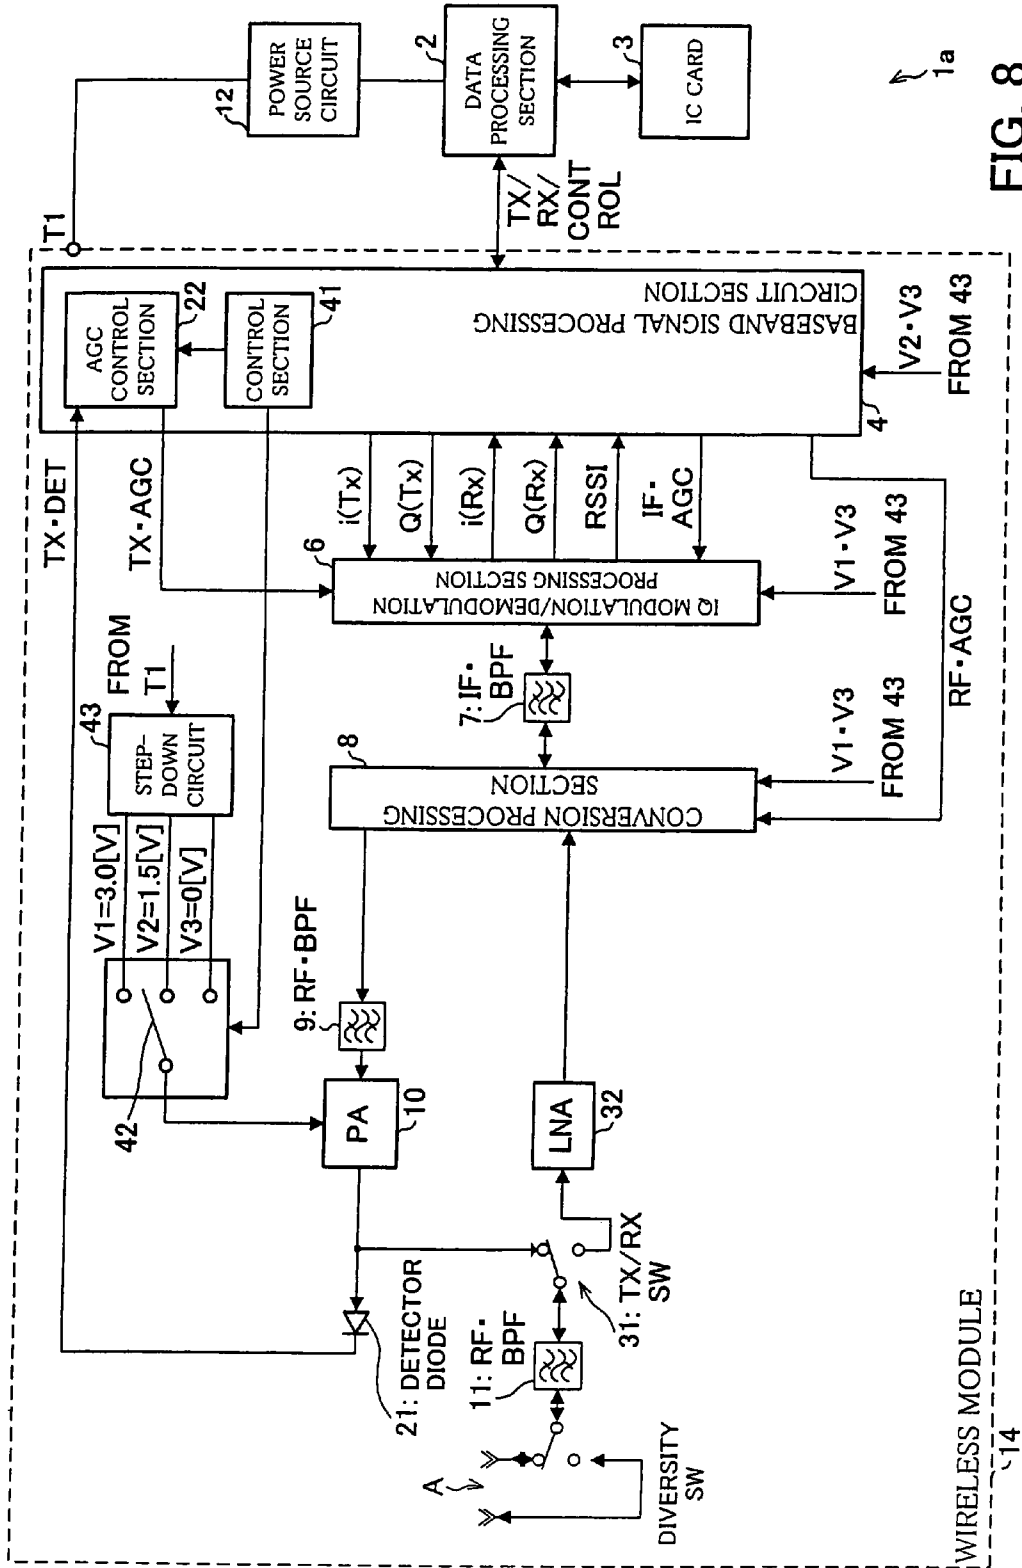 FIG. 8
1a
WIRELESS MODULE
14
A
DIVERSITY
SW
11: RF•
BPF
31: TX/RX
SW
21: DETECTOR
DIODE
LNA
32
PA
10
9: RF•BPF
42
V1=3.0[V]
V2=1.5[V]
V3=0[V]
STEP-
DOWN
CIRCUIT
43
FROM
T1
TX•DET
TX•AGC
CONVERSION PROCESSING
SECTION
8
V1•V3
FROM 43
RF•AGC
7: IF•
BPF
IQ MODULATION/DEMODULATION
PROCESSING SECTION
6
V1•V3
FROM 43
i(Tx)
Q(Tx)
i(Rx)
Q(Rx)
RSSI
IF•
AGC
AGC
CONTROL
SECTION
22
CONTROL
SECTION
41
BASEBAND SIGNAL PROCESSING
CIRCUIT SECTION
4
V2•V3
FROM 43
T1
TX/
RX/
CONT
ROL
POWER
SOURCE
CIRCUIT
12
DATA
PROCESSING
SECTION
2
IC CARD
3